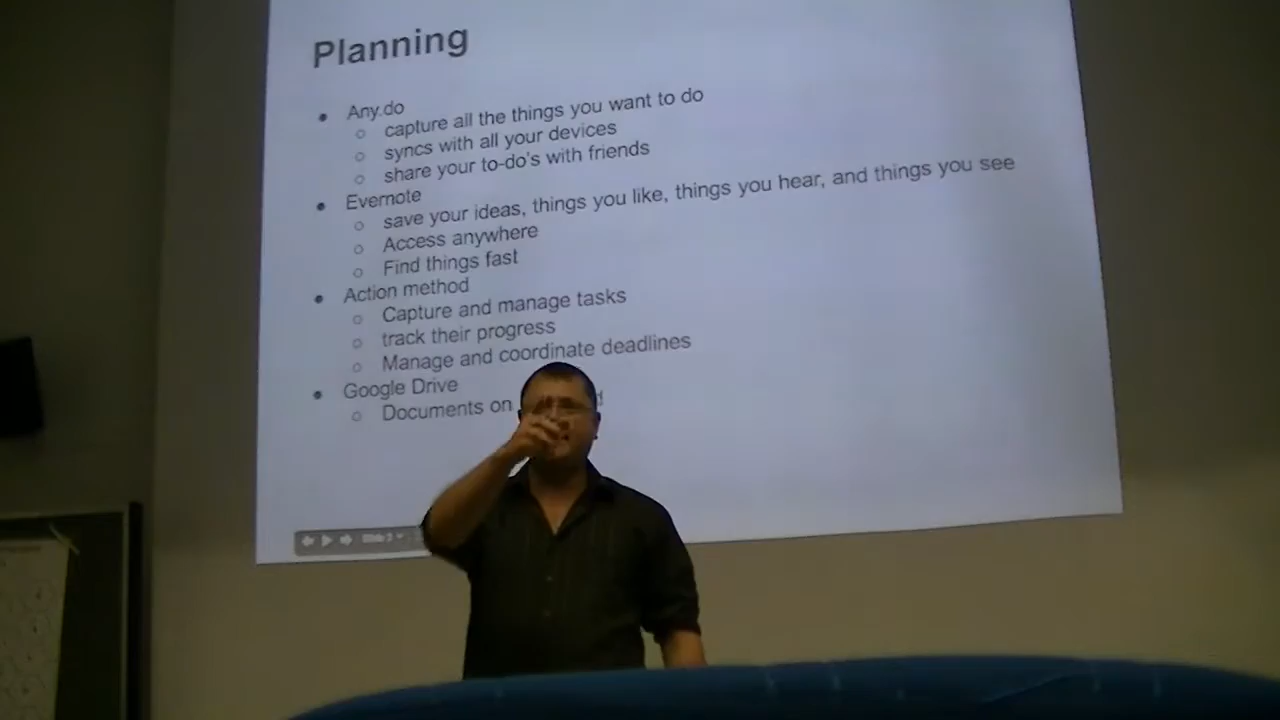 Planning
Any.do
capture all the things you want to do
syncs with all your devices
share your to-do's with friends
Evernote
save your ideas, things you like, things you hear, and things you see
Access anywhere
Find things fast
Action method
Capture and manage tasks
track their progress
Manage and coordinate deadlines
Google Drive
Documents on